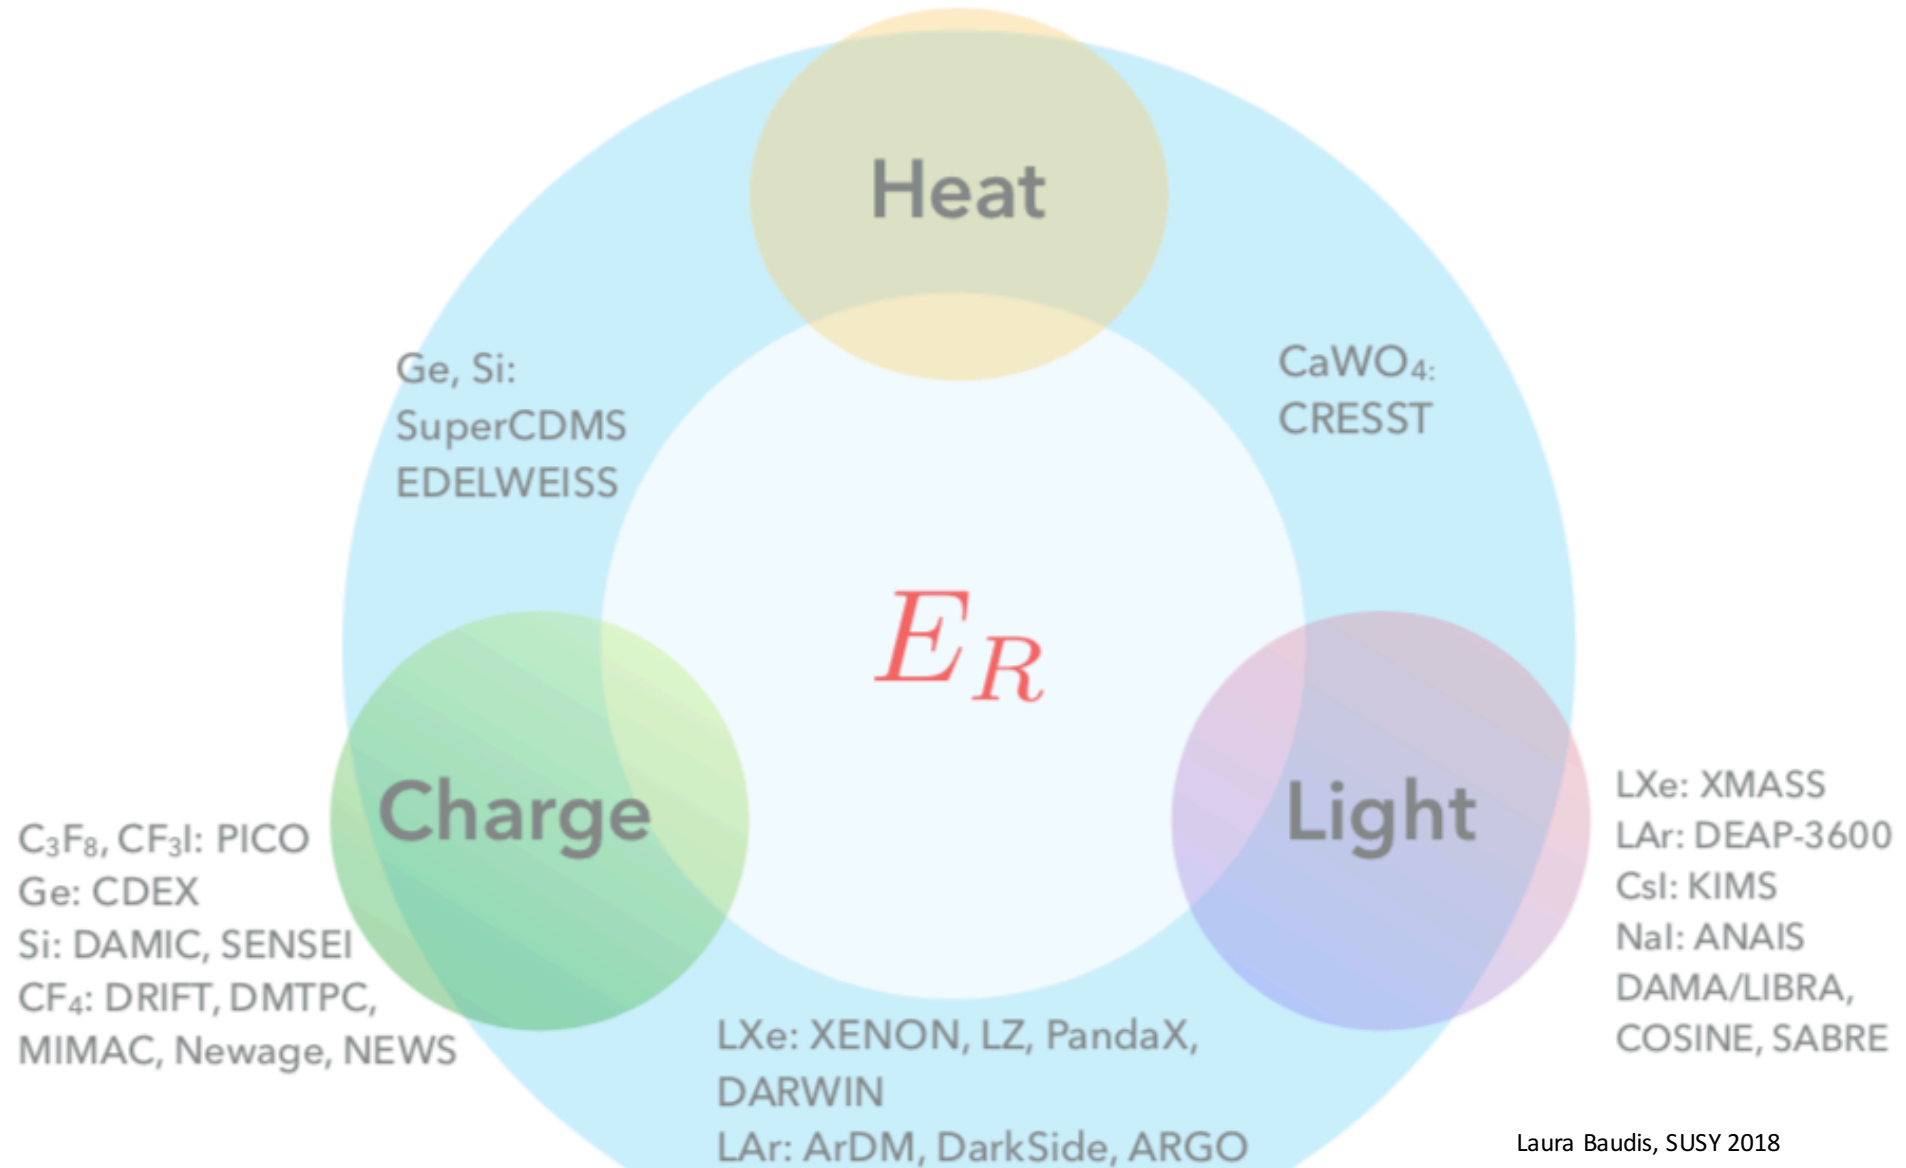 Heat
Ge, Si:
SuperCDMS
EDELWEISS
CaWO₄:
CRESST
E_R
Charge
Light
C₃F₈, CF₃I: PICO
Ge: CDEX
Si: DAMIC, SENSEI
CF₄: DRIFT, DMTPC,
MIMAC, Newage, NEWS
LXe: XMASS
LAr: DEAP-3600
CsI: KIMS
NaI: ANAIS
DAMA/LIBRA,
COSINE, SABRE
LXe: XENON, LZ, PandaX,
DARWIN
LAr: ArDM, DarkSide, ARGO
Laura Baudis, SUSY 2018